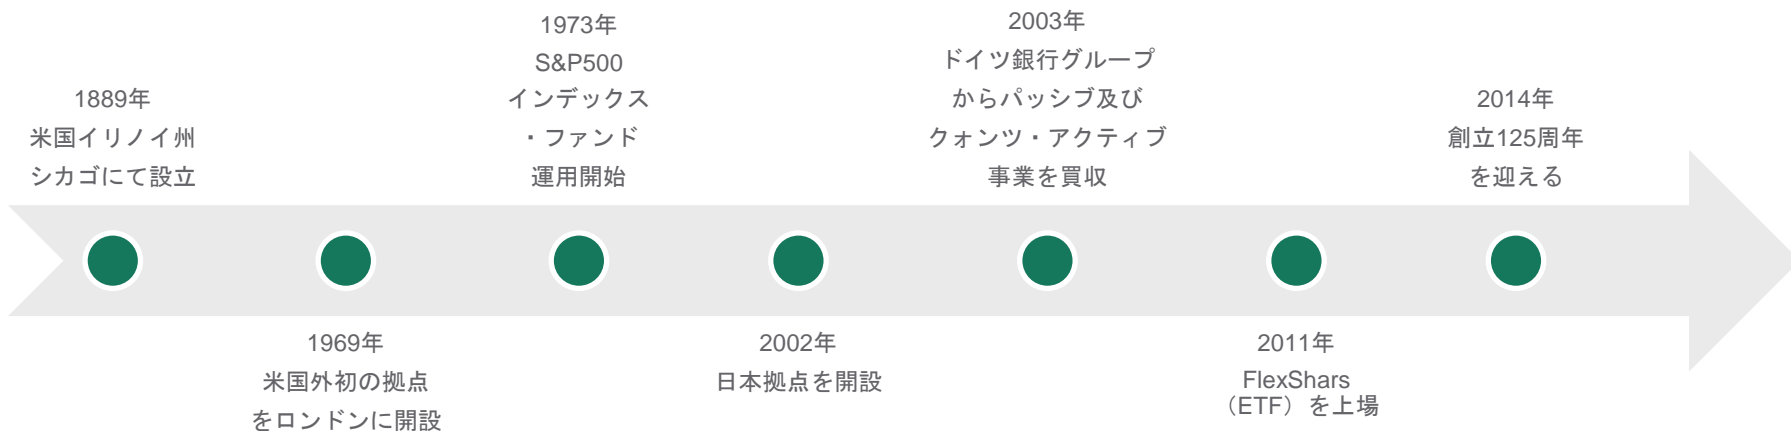 1889年
米国イリノイ州
シカゴにて設立
1969年
米国外初の拠点
をロンドンに開設
1973年
S&P500
インデックス
・ファンド
運用開始
2002年
日本拠点を開設
2003年
ドイツ銀行グループ
からパッシブ及び
クォンツ・アクティブ
事業を買収
2011年
FlexShars
（ETF）を上場
2014年
創立125周年
を迎える